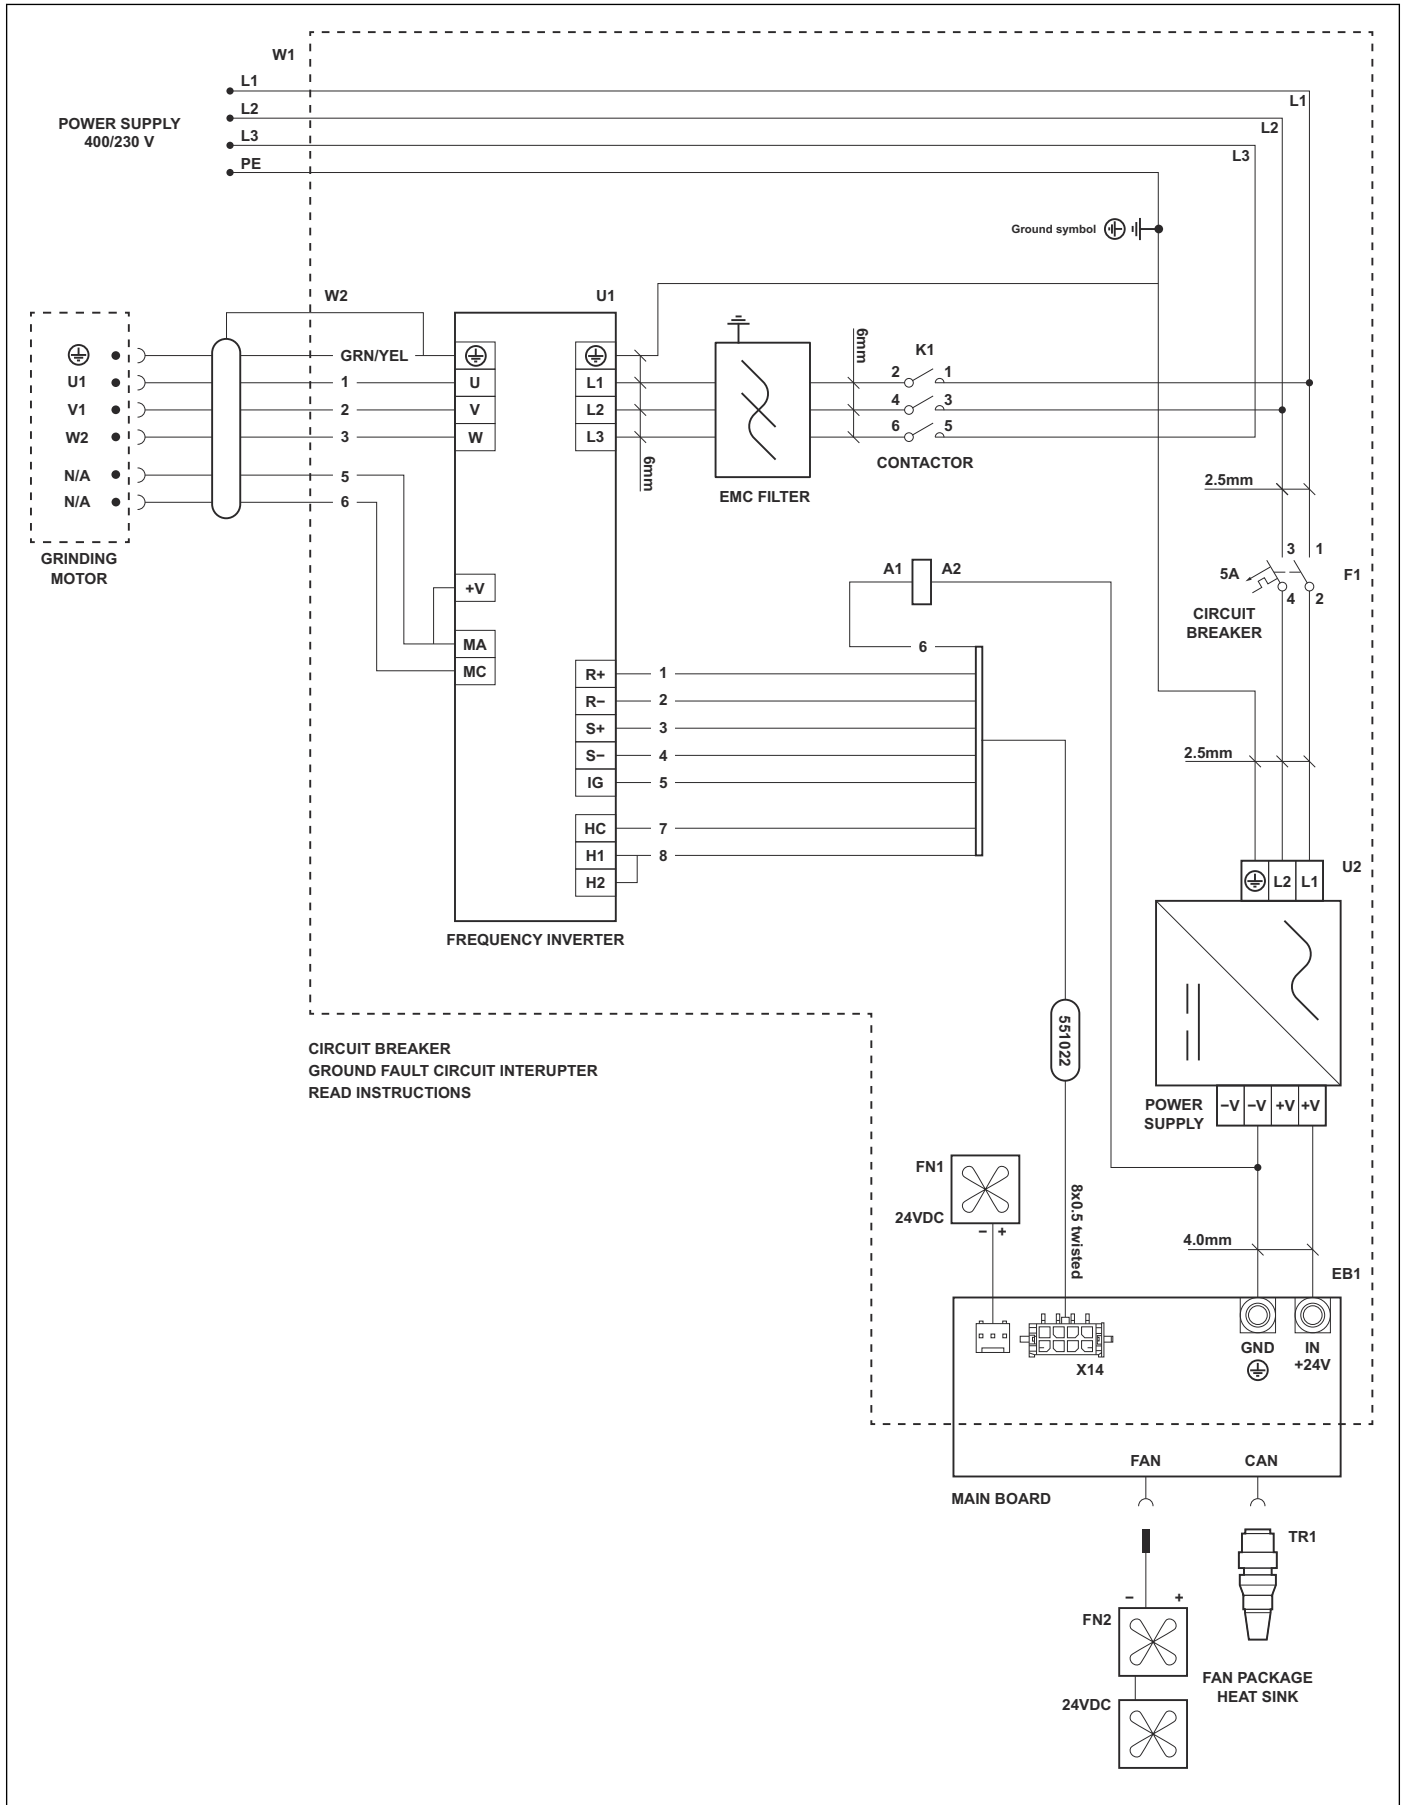 W1
L1
L2
L3
PE
POWER SUPPLY
400/230 V
L1
L2
L3
Ground symbol
W2
U1
GRN/YEL
U1
V1
W2
N/A
N/A
1
2
3
5
6
GRINDING
MOTOR
U
V
W
+V
MA
MC
L1
L2
L3
6mm
EMC FILTER
6mm
K1
2
1
4
3
6
5
CONTACTOR
2.5mm
3
1
5A
F1
4
2
CIRCUIT
BREAKER
A1
A2
6
R+
1
R−
2
S+
3
S−
4
IG
5
HC
7
H1
8
H2
FREQUENCY INVERTER
2.5mm
U2
L2
L1
551022
CIRCUIT BREAKER
GROUND FAULT CIRCUIT INTERUPTER
READ INSTRUCTIONS
POWER
SUPPLY
−V
−V
+V
+V
FN1
24VDC
−
+
8x0.5 twisted
4.0mm
EB1
X14
GND
IN
+24V
FAN
CAN
MAIN BOARD
TR1
−
+
FN2
24VDC
FAN PACKAGE
HEAT SINK